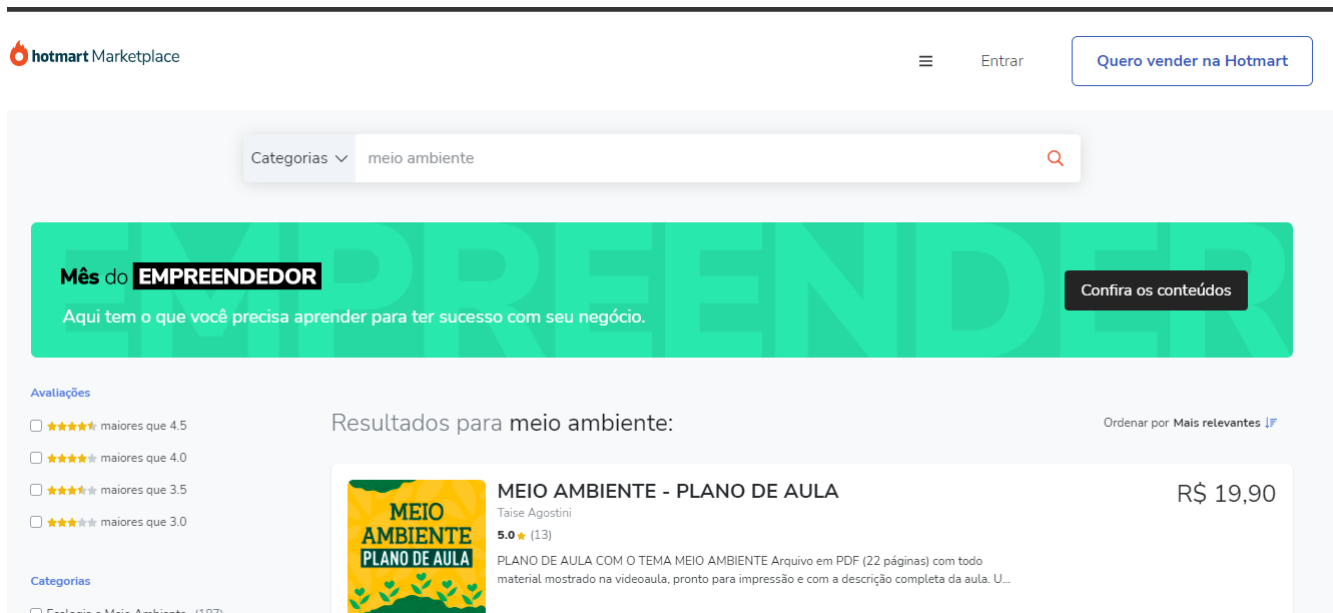 hotmart Marketplace
Entrar
Quero vender na Hotmart
Categorias
meio ambiente
EMPREENDER
Mês do EMPREENDEDOR
Aqui tem o que você precisa aprender para ter sucesso com seu negócio.
Confira os conteúdos
Avaliações
maiores que 4.5
maiores que 4.0
maiores que 3.5
maiores que 3.0
Categorias
Ecologia e Meio Ambiente (187)
Resultados para meio ambiente:
Ordenar por Mais relevantes
MEIO
AMBIENTE
PLANO DE AULA
MEIO AMBIENTE - PLANO DE AULA
R$ 19,90
Taise Agostini
5.0 (13)
PLANO DE AULA COM O TEMA MEIO AMBIENTE Arquivo em PDF (22 páginas) com todo
material mostrado na videoaula, pronto para impressão e com a descrição completa da aula. U...